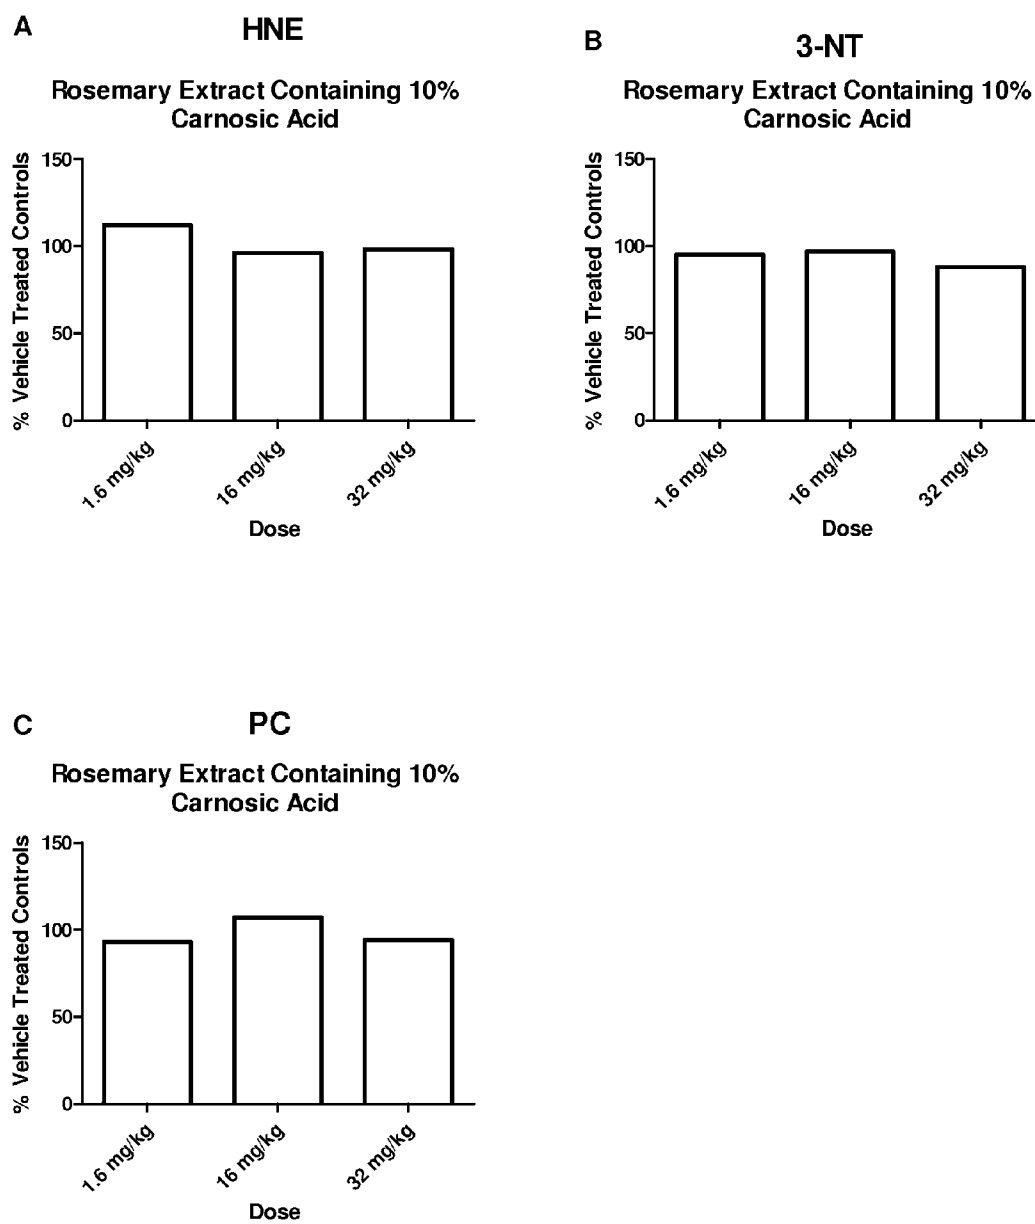 A
HNE
Rosemary Extract Containing 10%
Carnosic Acid
% Vehicle Treated Controls
150
100
50
0
1.6 mg/kg
16 mg/kg
32 mg/kg
Dose
B
3-NT
Rosemary Extract Containing 10%
Carnosic Acid
% Vehicle Treated Controls
150
100
50
0
1.6 mg/kg
16 mg/kg
32 mg/kg
Dose
C
PC
Rosemary Extract Containing 10%
Carnosic Acid
% Vehicle Treated Controls
150
100
50
0
1.6 mg/kg
16 mg/kg
32 mg/kg
Dose